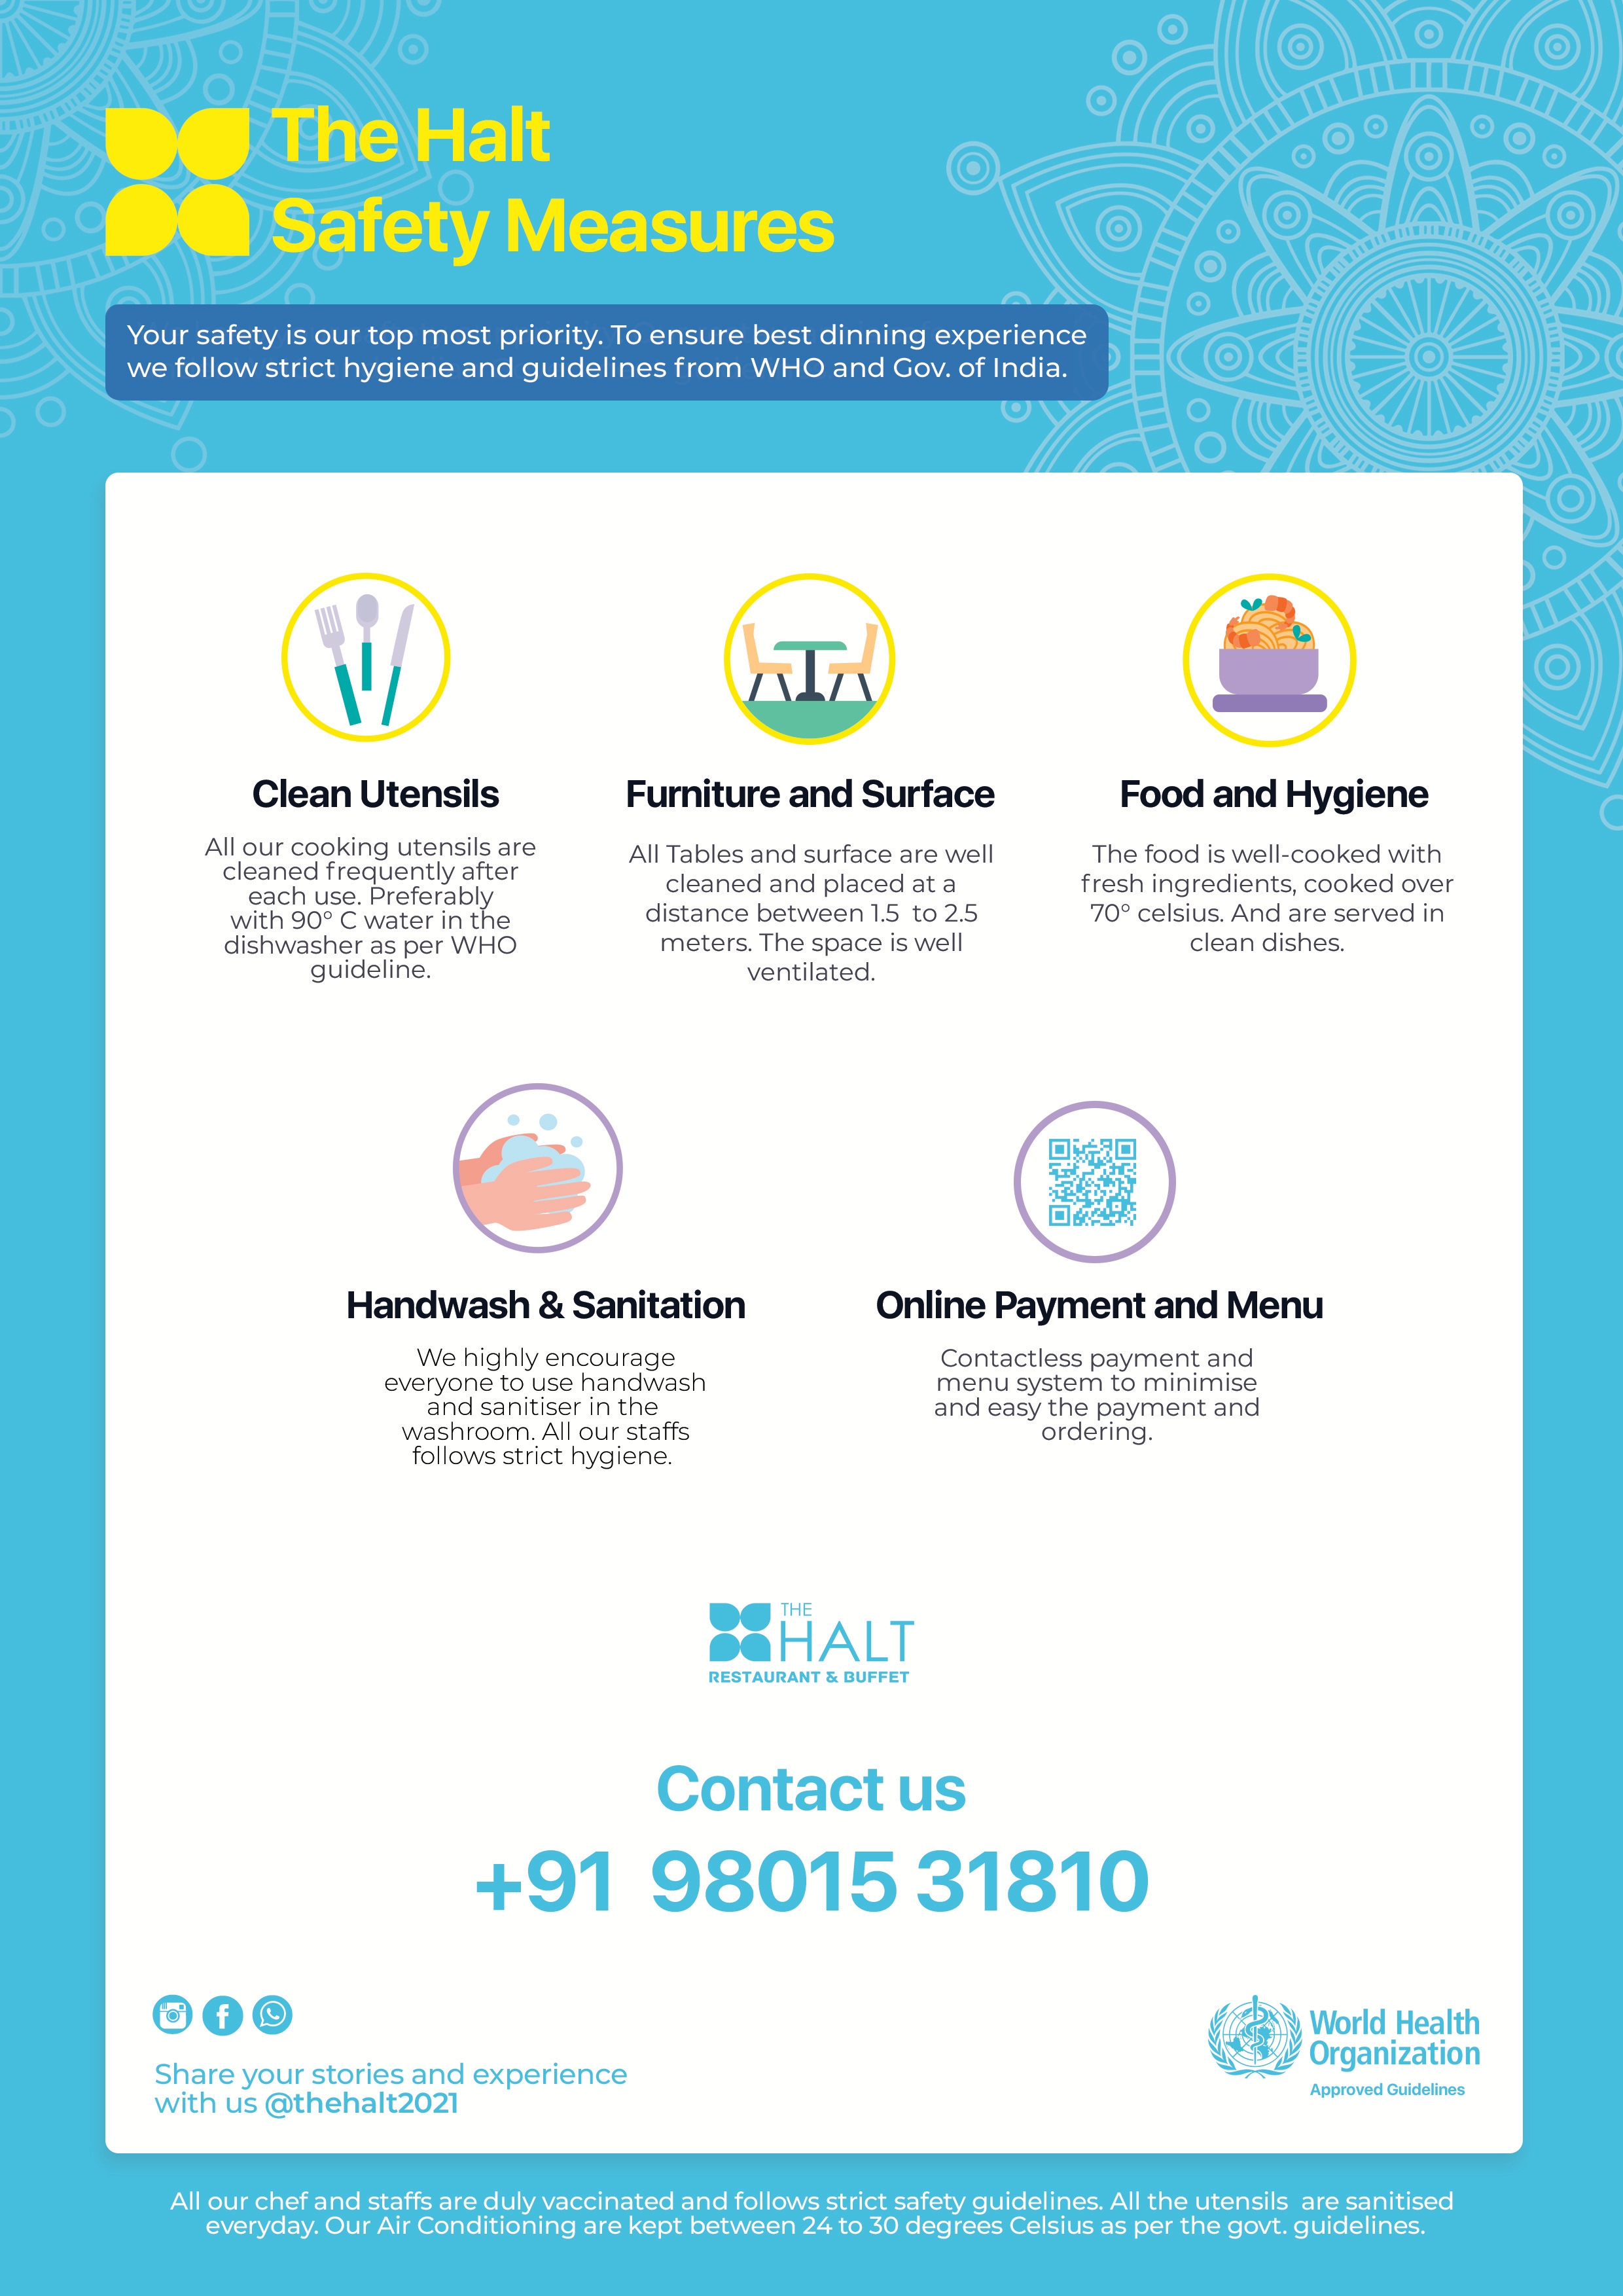 The Halt
Safety Measures
Your safety is our top most priority. To ensure best dinning experience
we follow strict hygiene and guidelines from WHO and Gov. of India.
Clean Utensils
All our cooking utensils are
cleaned frequently after
each use. Preferably
with 90° C water in the
dishwasher as per WHO
guideline.
Furniture and Surface
All Tables and surface are well
cleaned and placed at a
distance between 1.5 to 2.5
meters. The space is well
ventilated.
Food and Hygiene
The food is well-cooked with
fresh ingredients, cooked over
70° celsius. And are served in
clean dishes.
Handwash & Sanitation
We highly encourage
everyone to use handwash
and sanitiser in the
washroom. All our staffs
follows strict hygiene.
Online Payment and Menu
Contactless payment and
menu system to minimise
and easy the payment and
ordering.
THE
HALT
RESTAURANT & BUFFET
Contact us
+91 98015 31810
Share your stories and experience
with us @thehalt2021
World Health
Organization
Approved Guidelines
All our chef and staffs are duly vaccinated and follows strict safety guidelines. All the utensils are sanitised
everyday. Our Air Conditioning are kept between 24 to 30 degrees Celsius as per the govt. guidelines.